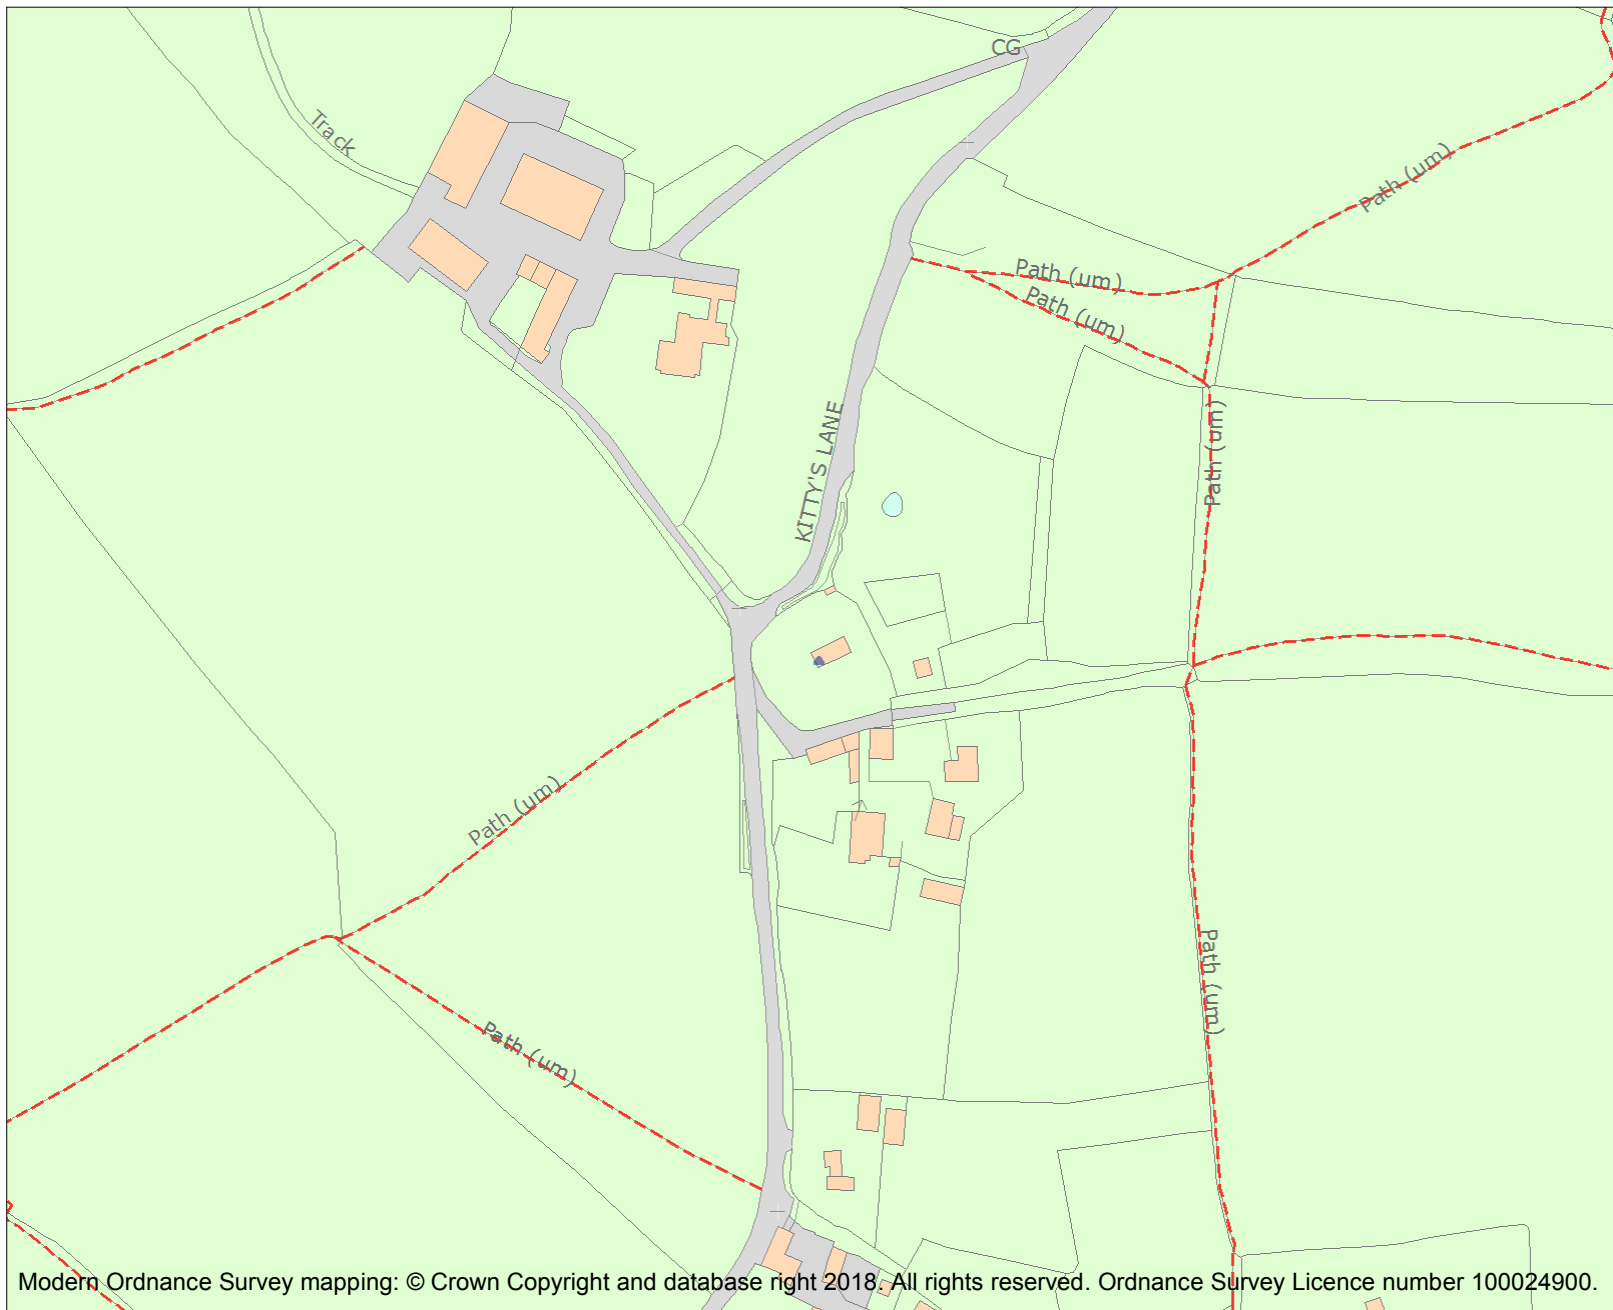 CG
Track
Path (um)
Path (um)
Path (um)
KITTY'S LANE
Path (um)
Path (um)
Path (um)
Path (um)
Modern Ordnance Survey mapping: © Crown Copyright and database right 2018. All rights reserved. Ordnance Survey Licence number 100024900.